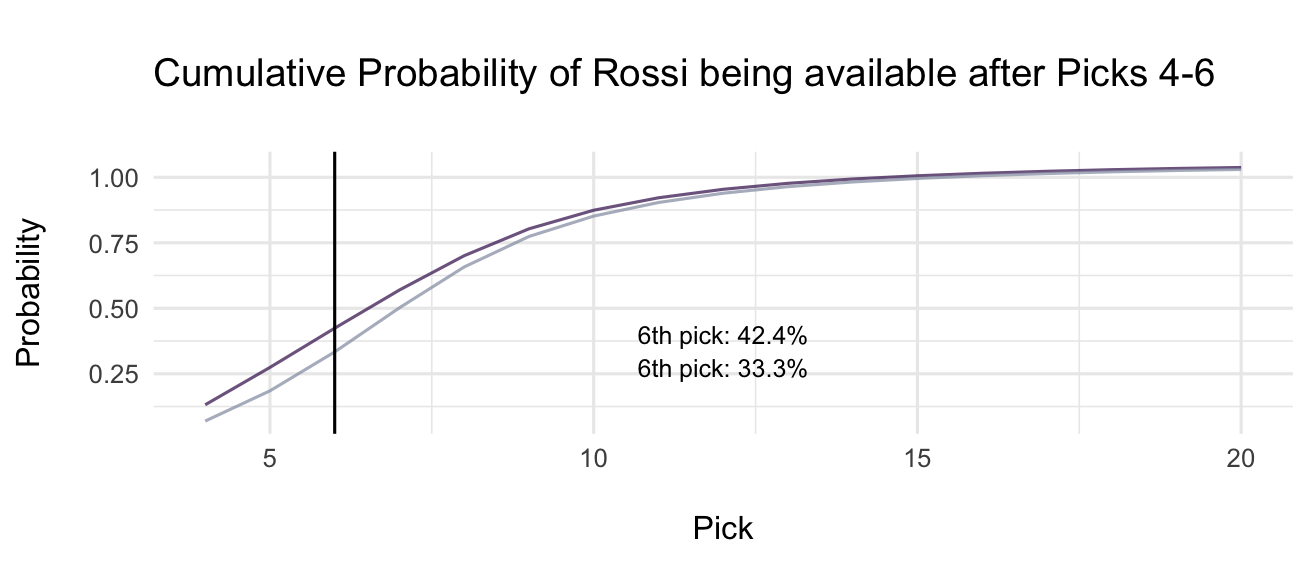 Cumulative Probability of Rossi being available after Picks 4-6
Probability
1.00
0.75
0.50
0.25
6th pick: 42.4%
6th pick: 33.3%
5 10 15 20
Pick